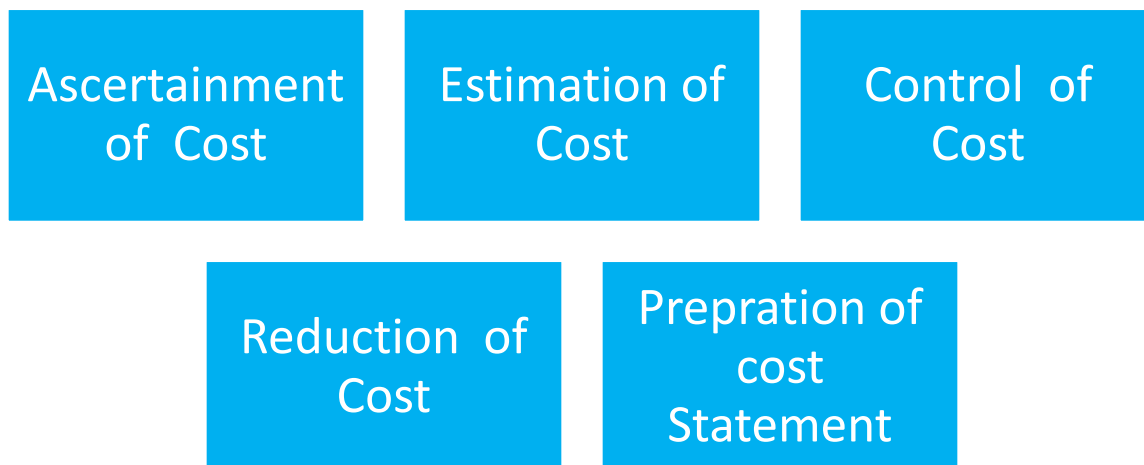 Ascertainment
of Cost
Estimation of
Cost
Control of
Cost
Reduction of
Cost
Prepration of
cost
Statement